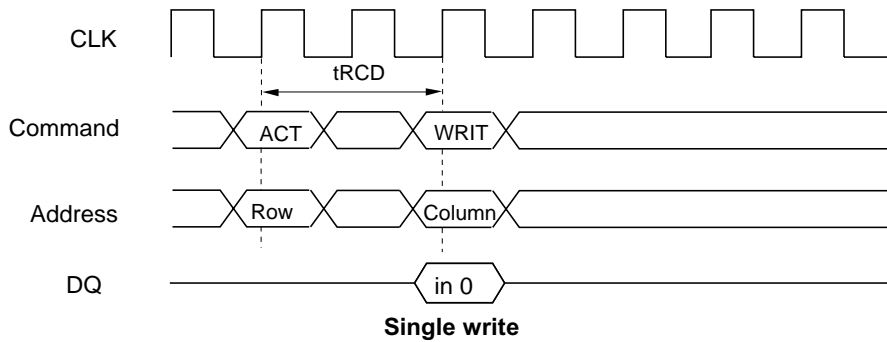 CLK
tRCD
Command
ACT
WRIT
Address
Row
Column
DQ
in 0
Single write